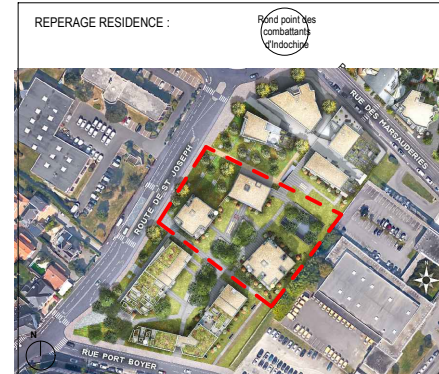 REPERAGE RESIDENCE :
Rond point des
combattants
d'Indochine
RUE DES MARSAUDERIES
ROUTE DE ST JOSEPH
N
RUE PORT BOYER